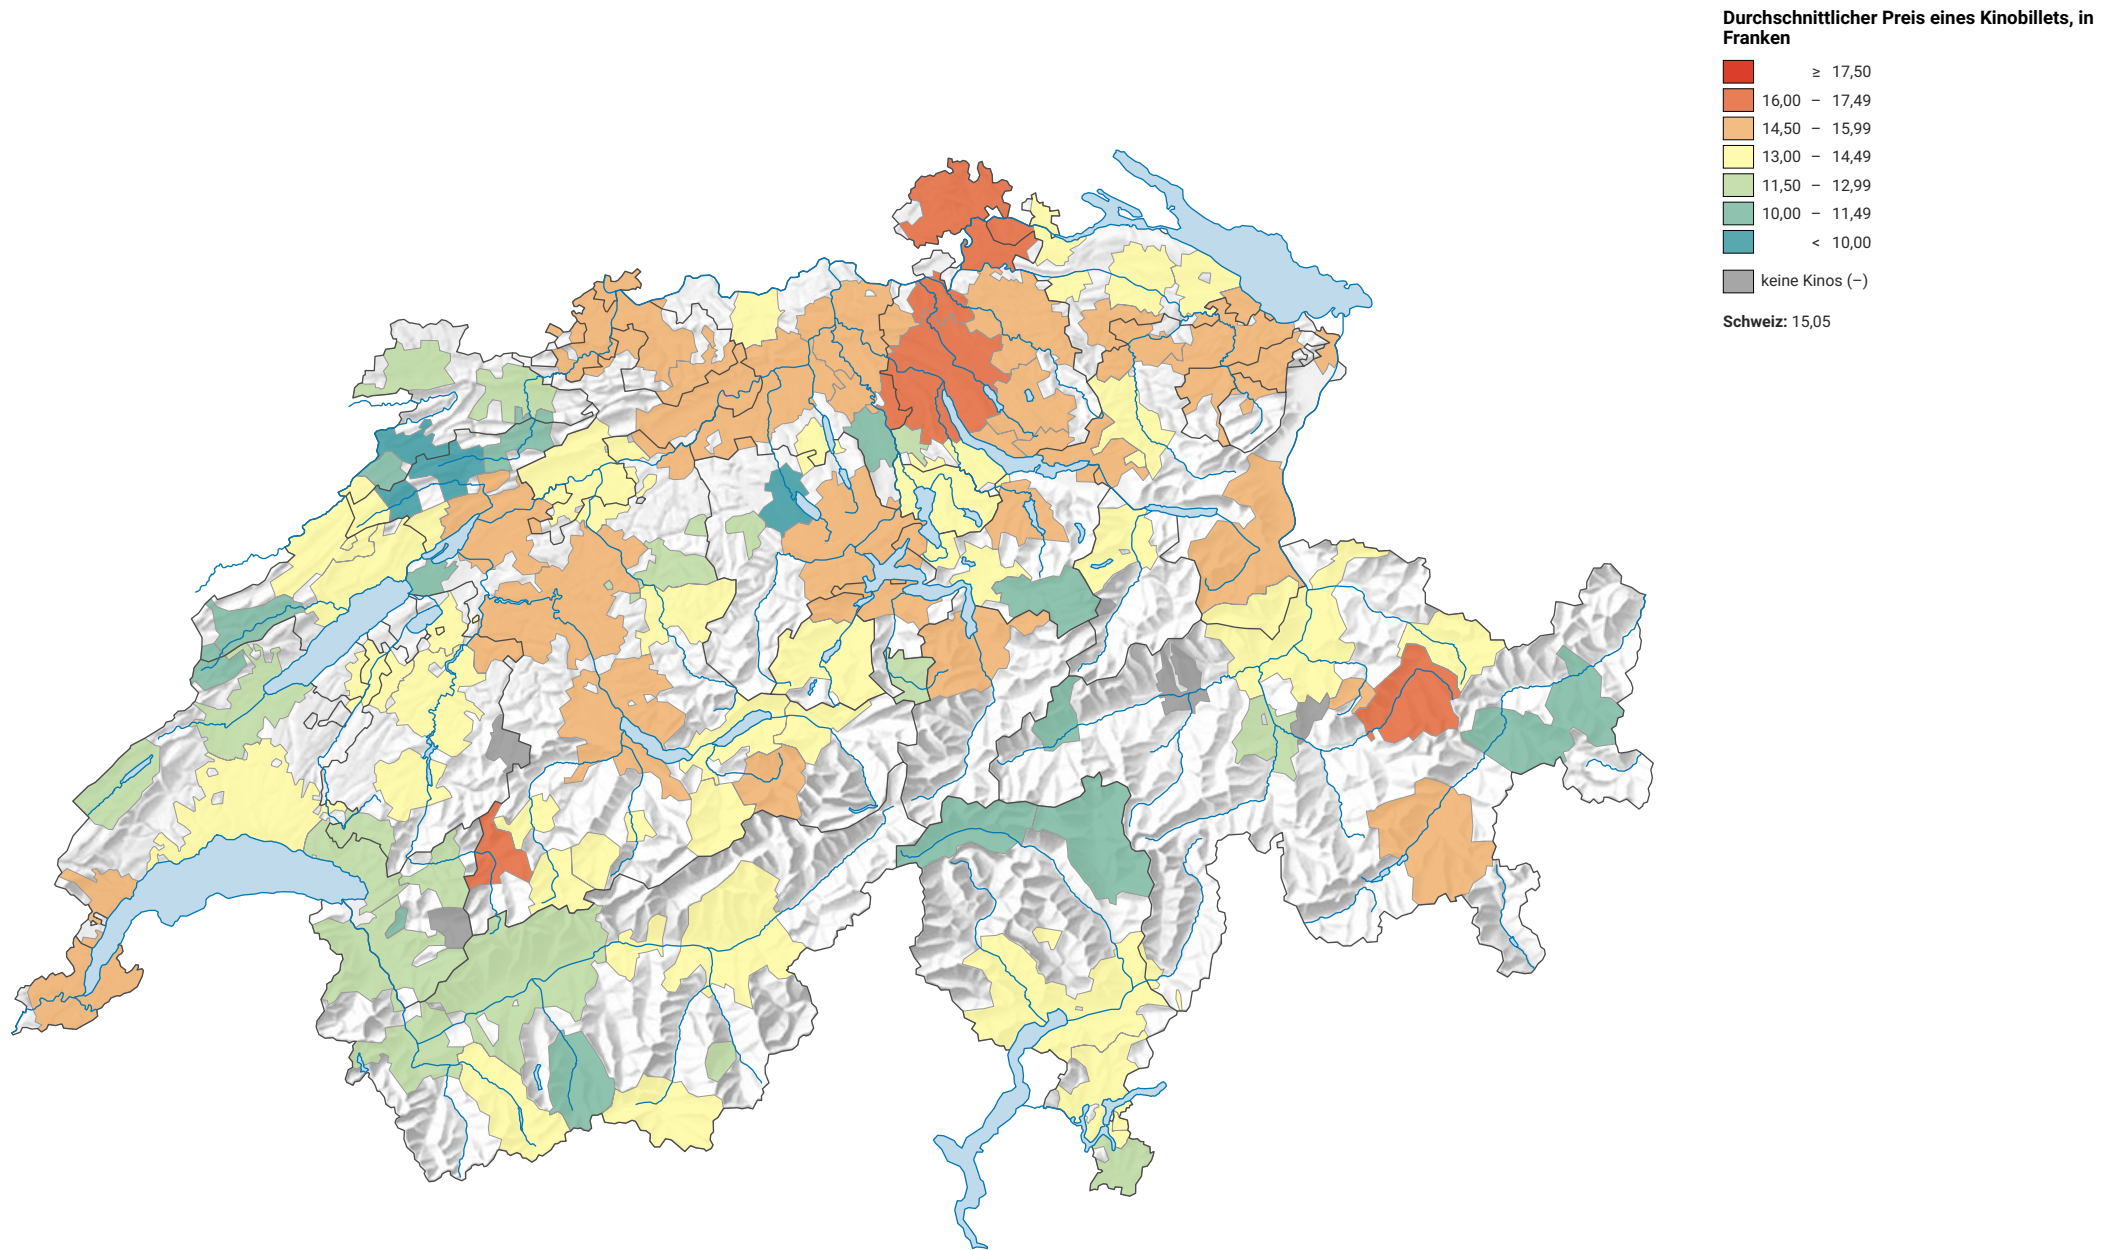 Durchschnittlicher Preis eines Kinobillets, in
Franken
≥ 17,50
16,00 – 17,49
14,50 – 15,99
13,00 – 14,49
11,50 – 12,99
10,00 – 11,49
< 10,00
keine Kinos (–)
Schweiz: 15,05